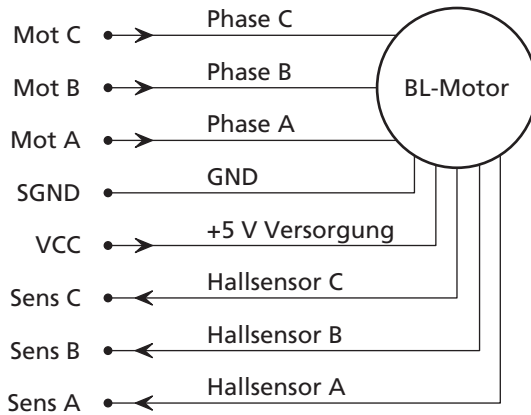 Mot C Phase C
Mot B Phase B BL-Motor
Mot A Phase A
SGND GND
VCC +5 V Versorgung
Sens C Hallsensor C
Sens B Hallsensor B
Sens A Hallsensor A